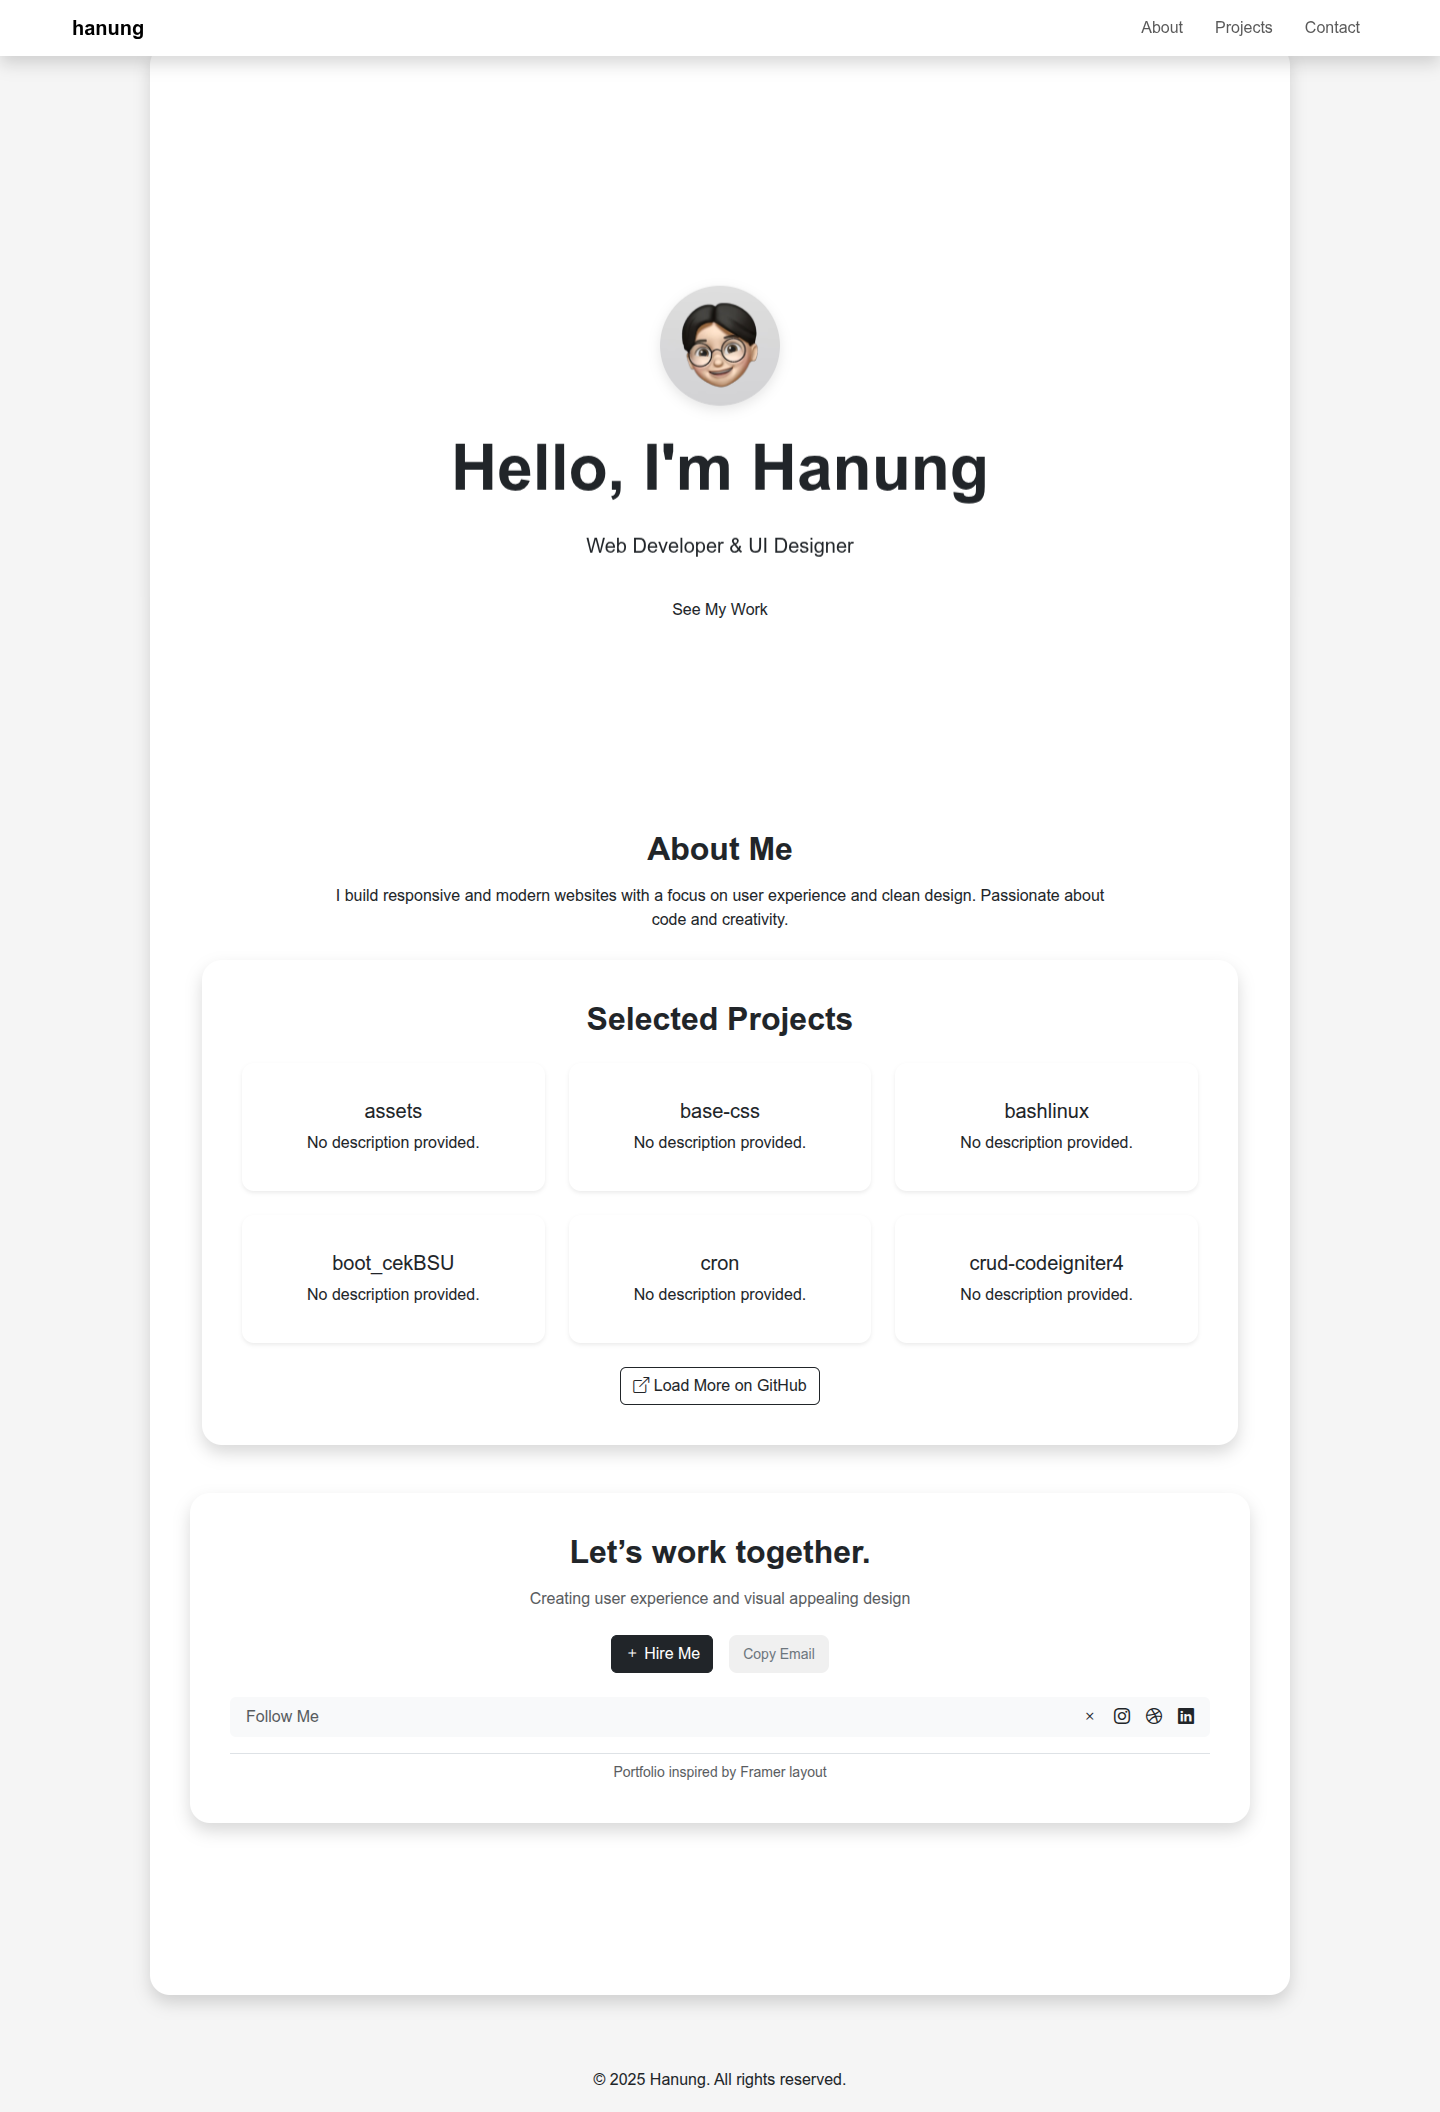 hanung
About
Projects
Contact
Hello, I'm Hanung
Web Developer & UI Designer
See My Work
About Me
I build responsive and modern websites with a focus on user experience and clean design. Passionate about
code and creativity.
Selected Projects
assets
No description provided.
base-css
No description provided.
bashlinux
No description provided.
boot_cekBSU
No description provided.
cron
No description provided.
crud-codeigniter4
No description provided.
Load More on GitHub
Let’s work together.
Creating user experience and visual appealing design
+ Hire Me
Copy Email
Follow Me
Portfolio inspired by Framer layout
© 2025 Hanung. All rights reserved.